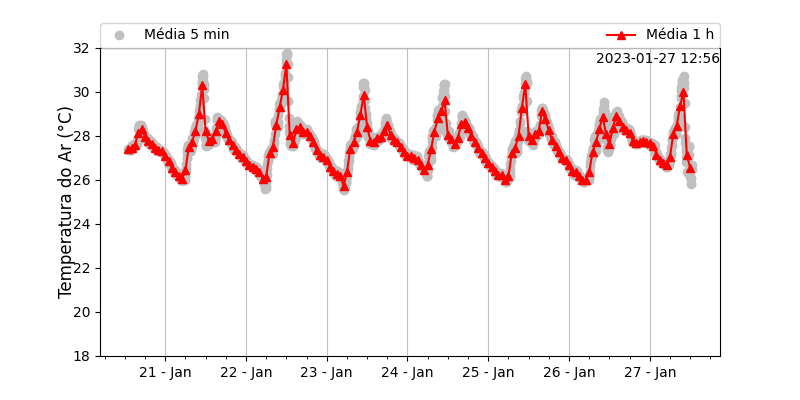 Média 5 min
Média 1 h
2023-01-27 12:56
Temperatura do Ar (°C)
32
30
28
26
24
22
20
18
21 - Jan
22 - Jan
23 - Jan
24 - Jan
25 - Jan
26 - Jan
27 - Jan